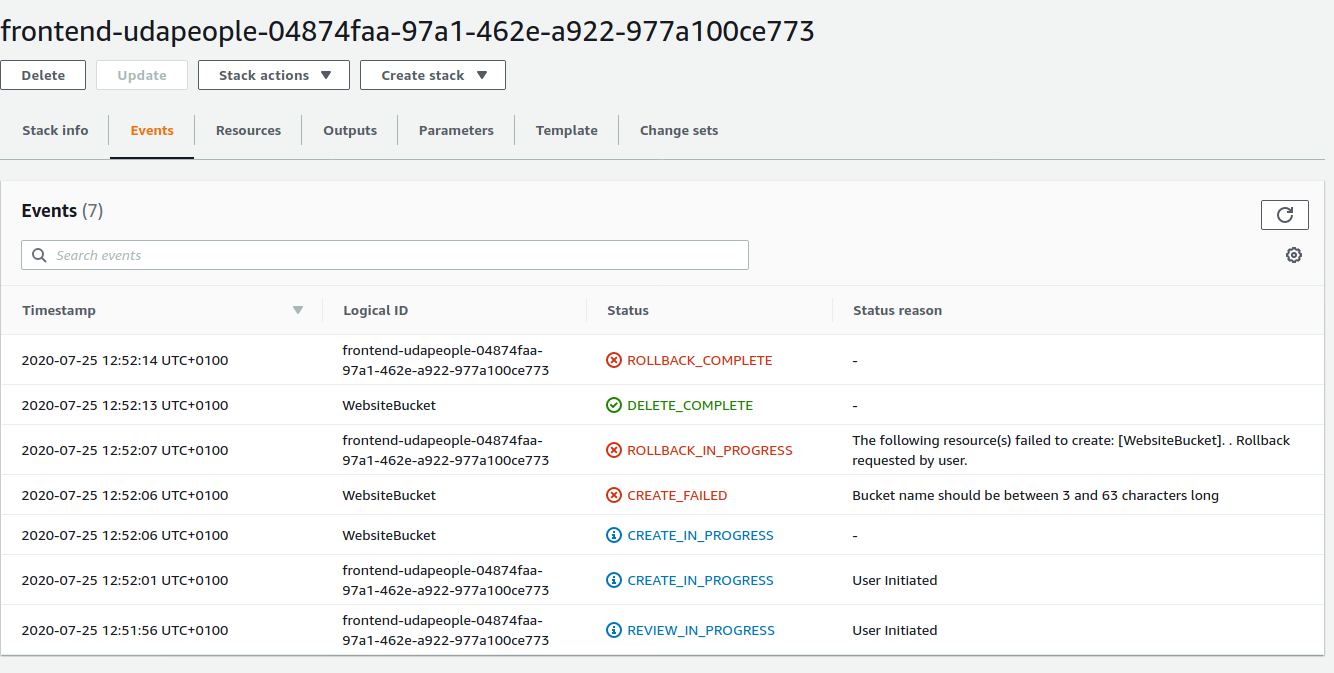 frontend-udapeople-04874faa-97a1-462e-a922-977a100ce773
Delete Update Stack actions Create stack
Stack info Events Resources Outputs Parameters Template Change sets
Events (7)
Search events
Timestamp Logical ID Status Status reason
2020-07-25 12:52:14 UTC+0100 frontend-udapeople-04874faa-
97a1-462e-a922-977a100ce773 ROLLBACK_COMPLETE -
2020-07-25 12:52:13 UTC+0100 WebsiteBucket DELETE_COMPLETE -
2020-07-25 12:52:07 UTC+0100 frontend-udapeople-04874faa-
97a1-462e-a922-977a100ce773 ROLLBACK_IN_PROGRESS The following resource(s) failed to create: [WebsiteBucket]. . Rollback
requested by user.
2020-07-25 12:52:06 UTC+0100 WebsiteBucket CREATE_FAILED Bucket name should be between 3 and 63 characters long
2020-07-25 12:52:06 UTC+0100 WebsiteBucket CREATE_IN_PROGRESS -
2020-07-25 12:52:01 UTC+0100 frontend-udapeople-04874faa-
97a1-462e-a922-977a100ce773 CREATE_IN_PROGRESS User Initiated
2020-07-25 12:51:56 UTC+0100 frontend-udapeople-04874faa-
97a1-462e-a922-977a100ce773 REVIEW_IN_PROGRESS User Initiated